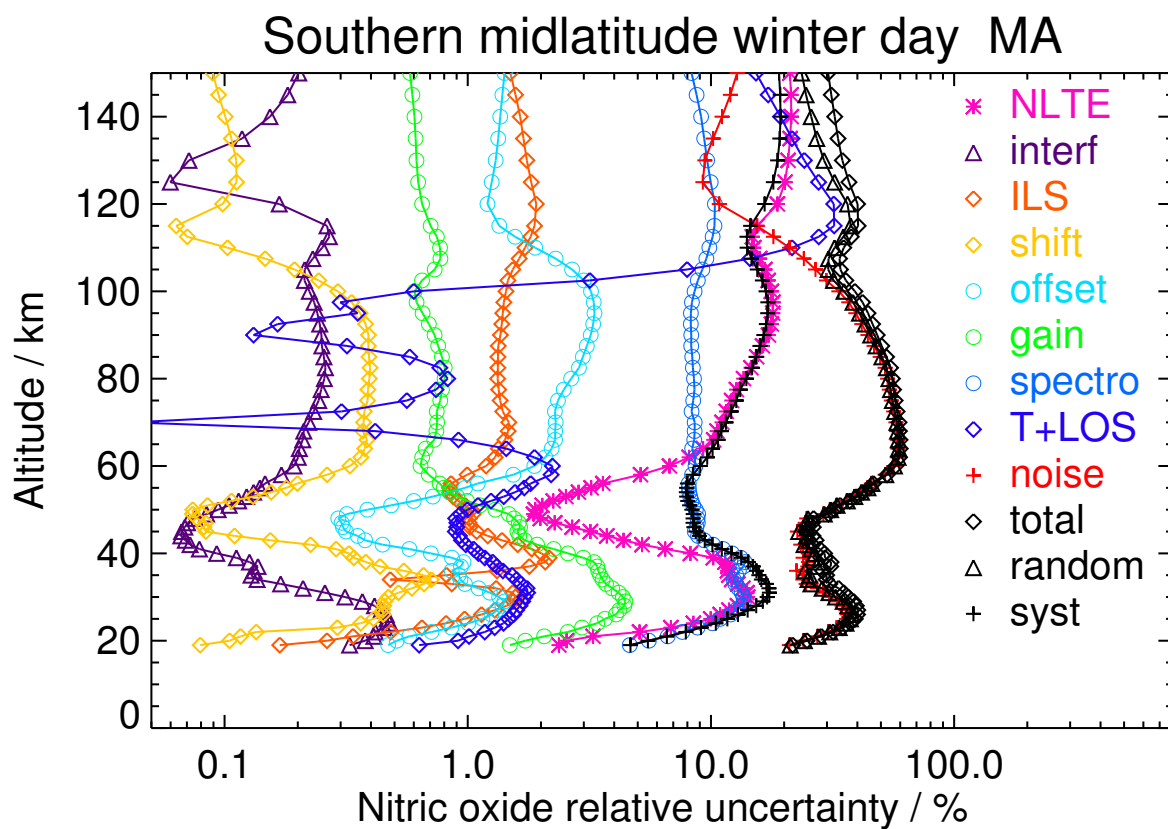 Southern midlatitude winter day MA
Altitude / km
140
120
100
80
60
40
20
0
NLTE
interf
ILS
shift
offset
gain
spectro
T+LOS
noise
total
random
syst
0.1 1.0 10.0 100.0
Nitric oxide relative uncertainty / %